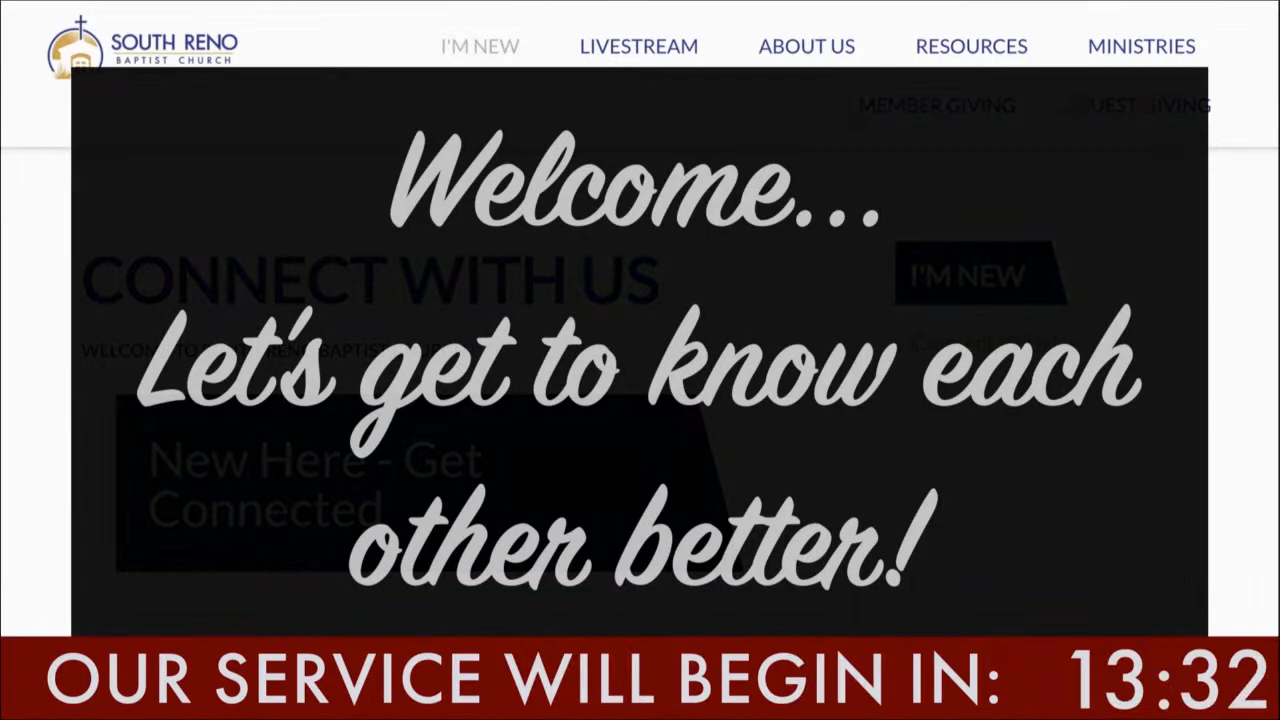 SOUTH RENO
BAPTIST CHURCH
I'M NEW
LIVESTREAM
ABOUT US
RESOURCES
MINISTRIES
MEMBER GIVING
GIVING
Welcome...
CONNECT WITH US
I'M NEW
Let's get to know each
New Here - Get
Connected
other better!
OUR SERVICE WILL BEGIN IN: 13:32